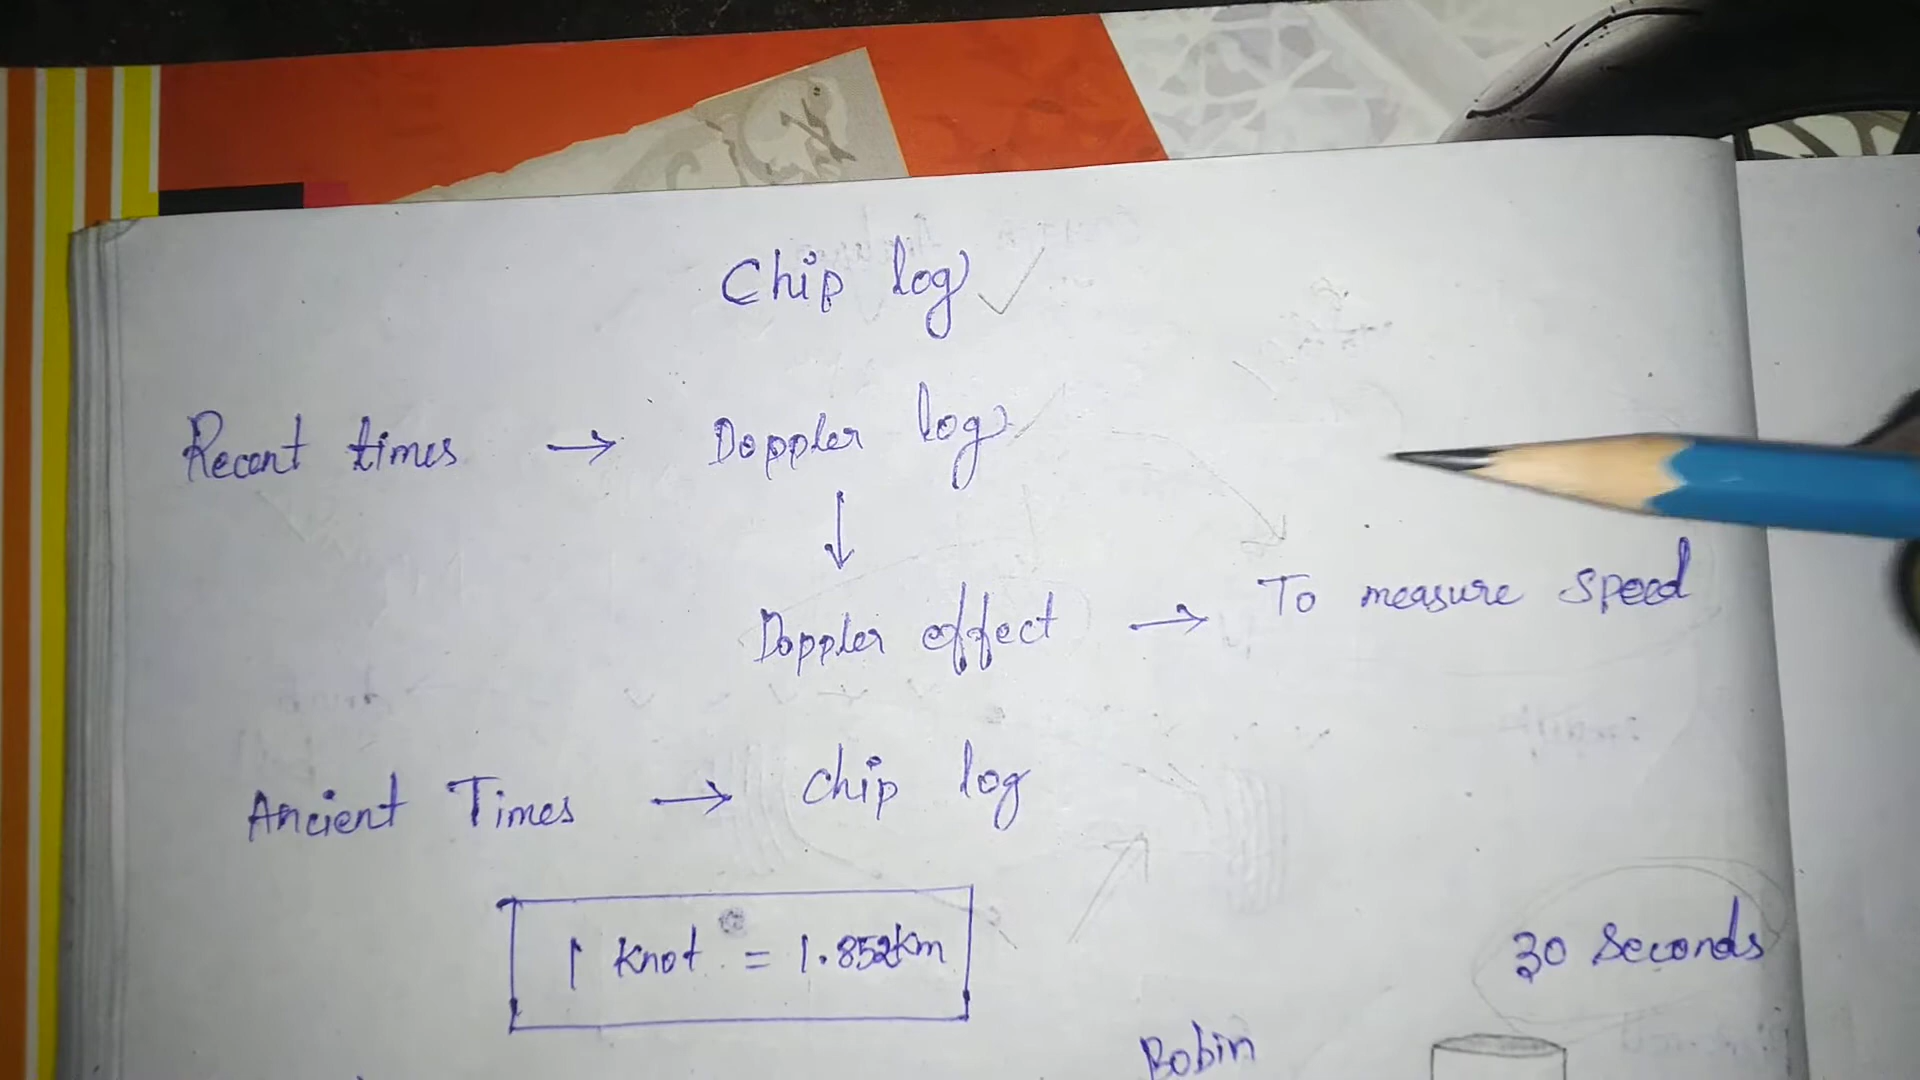 Chip log
Recent times → Doppler log
↓
Doppler effect → To measure speed
Ancient Times → chip log
1 Knot = 1.852Km
30 Seconds
Bobin